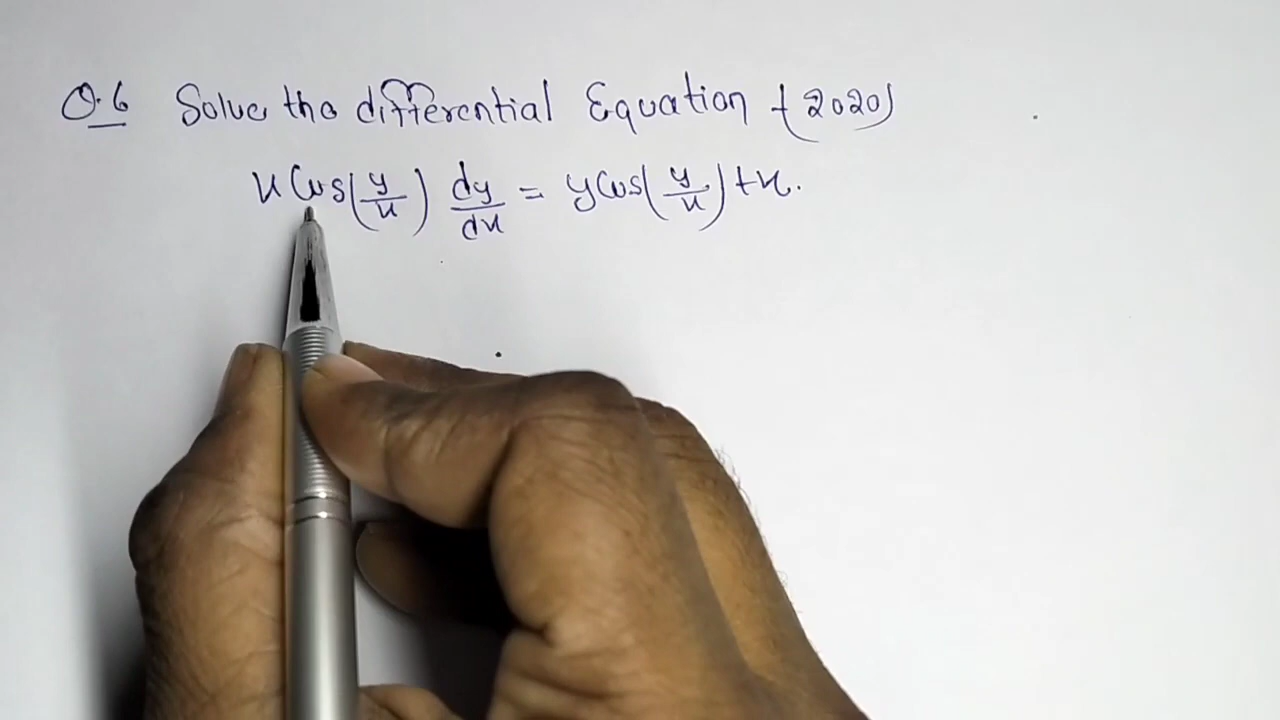 Q.6 Solve the differential Equation (2020)
x Cos(y/x) dy/dx = y Cos(y/x) + x.